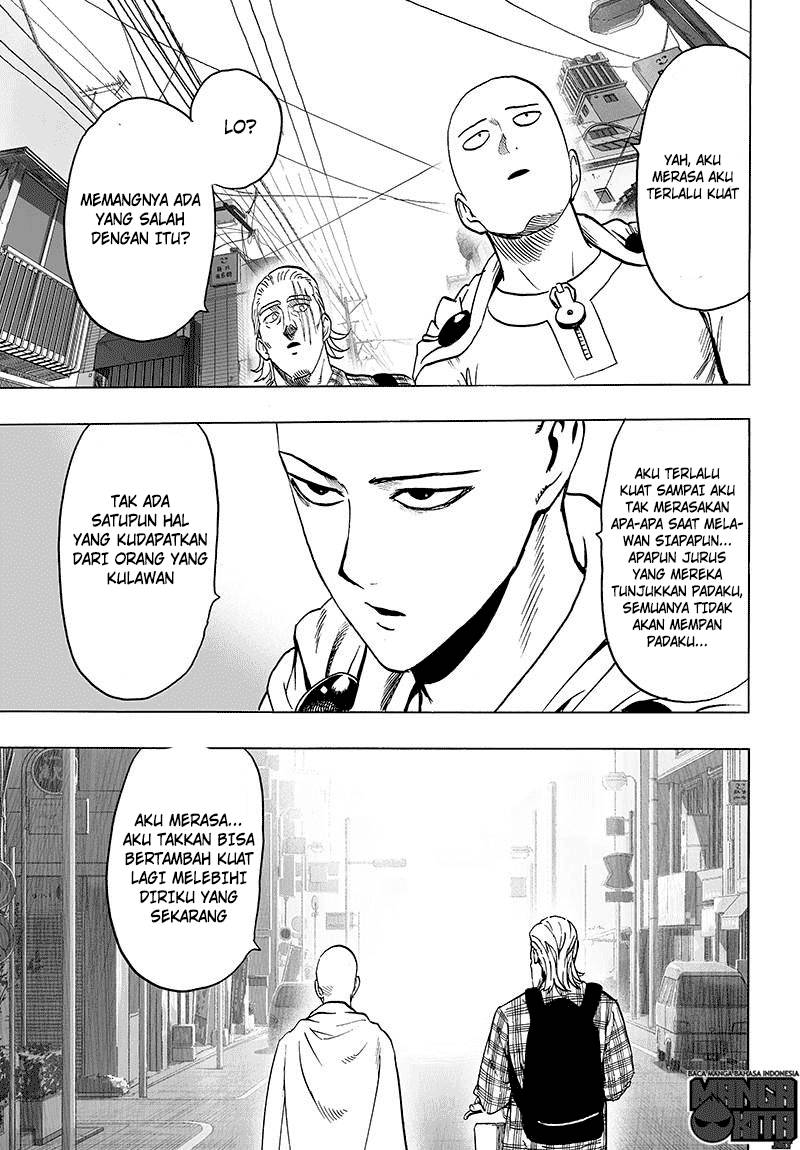 YAH, AKU
MERASA AKU
TERLALU KUAT
LO?
MEMANGNYA ADA
YANG SALAH
DENGAN ITU?
AKU TERLALU
KUAT SAMPAI AKU
TAK MERASAKAN
APA-APA SAAT MELA-
WAN SIAPAPUN...
APAPUN JURUS
YANG MEREKA
TUNJUKKAN PADAKU,
SEMUANYA TIDAK
AKAN MEMPAN
PADAKU...
TAK ADA
SATUPUN HAL
YANG KUDAPATKAN
DARI ORANG YANG
KULAWAN
AKU MERASA...
AKU TAKKAN BISA
BERTAMBAH KUAT
LAGI MELEBIHI
DIRIKU YANG
SEKARANG
BACA MANGA BAHASA INDONESIA
MANGA
KITA